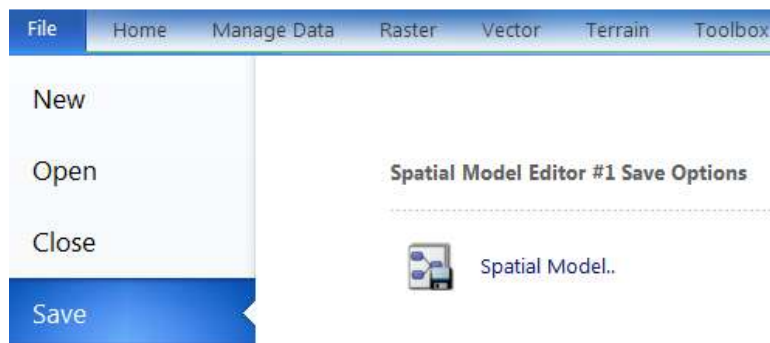 File Home Manage Data Raster Vector Terrain Toolbox
New
Open
Spatial Model Editor #1 Save Options
Close
Spatial Model..
Save